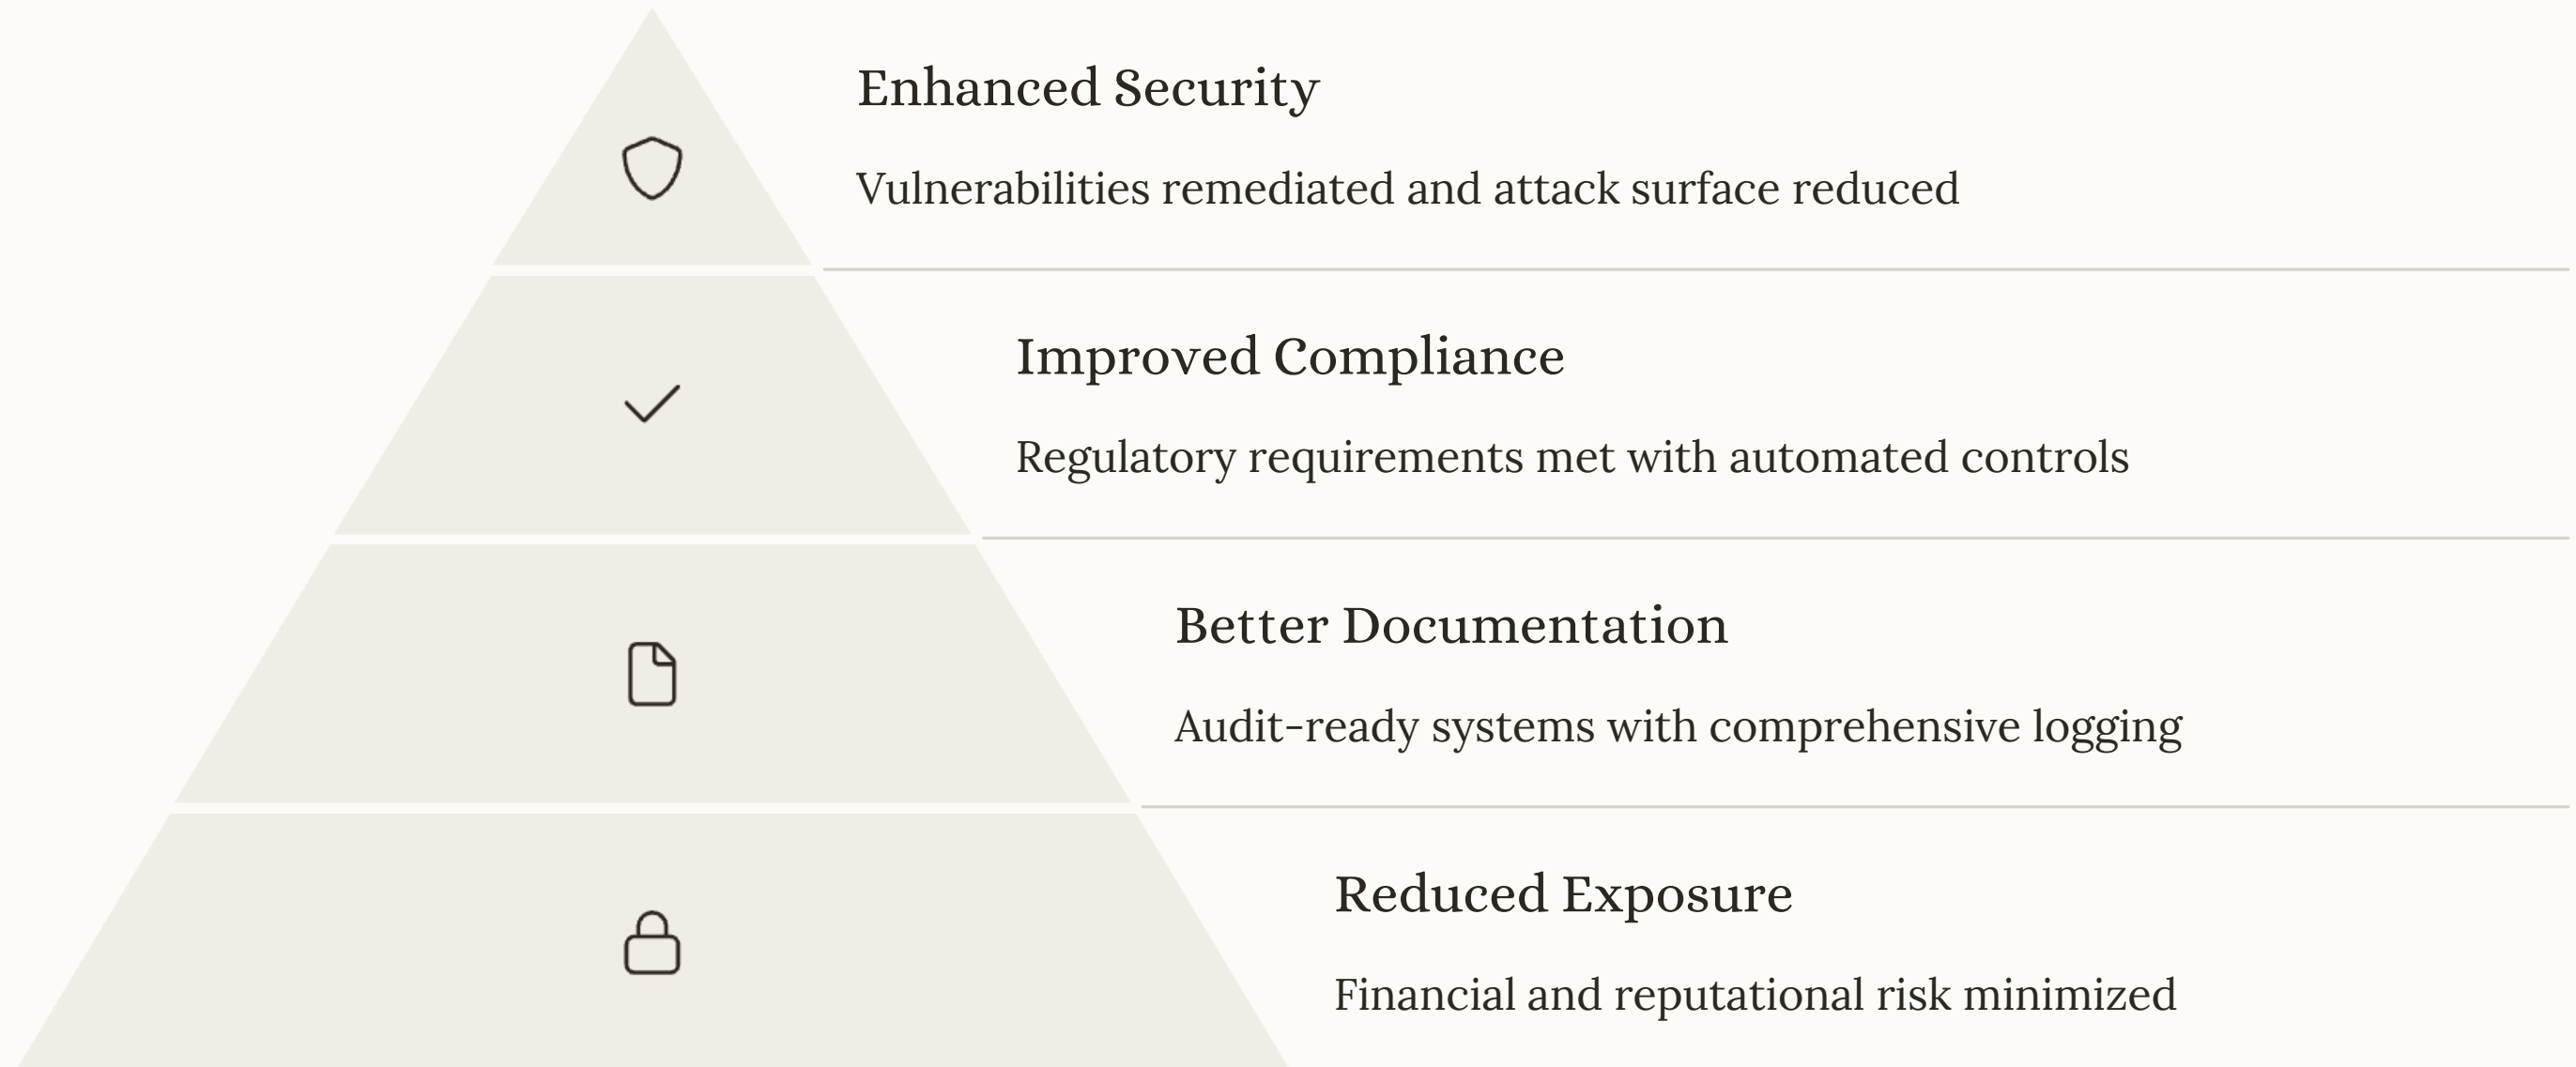 Enhanced Security
Vulnerabilities remediated and attack surface reduced
Improved Compliance
Regulatory requirements met with automated controls
Better Documentation
Audit-ready systems with comprehensive logging
Reduced Exposure
Financial and reputational risk minimized